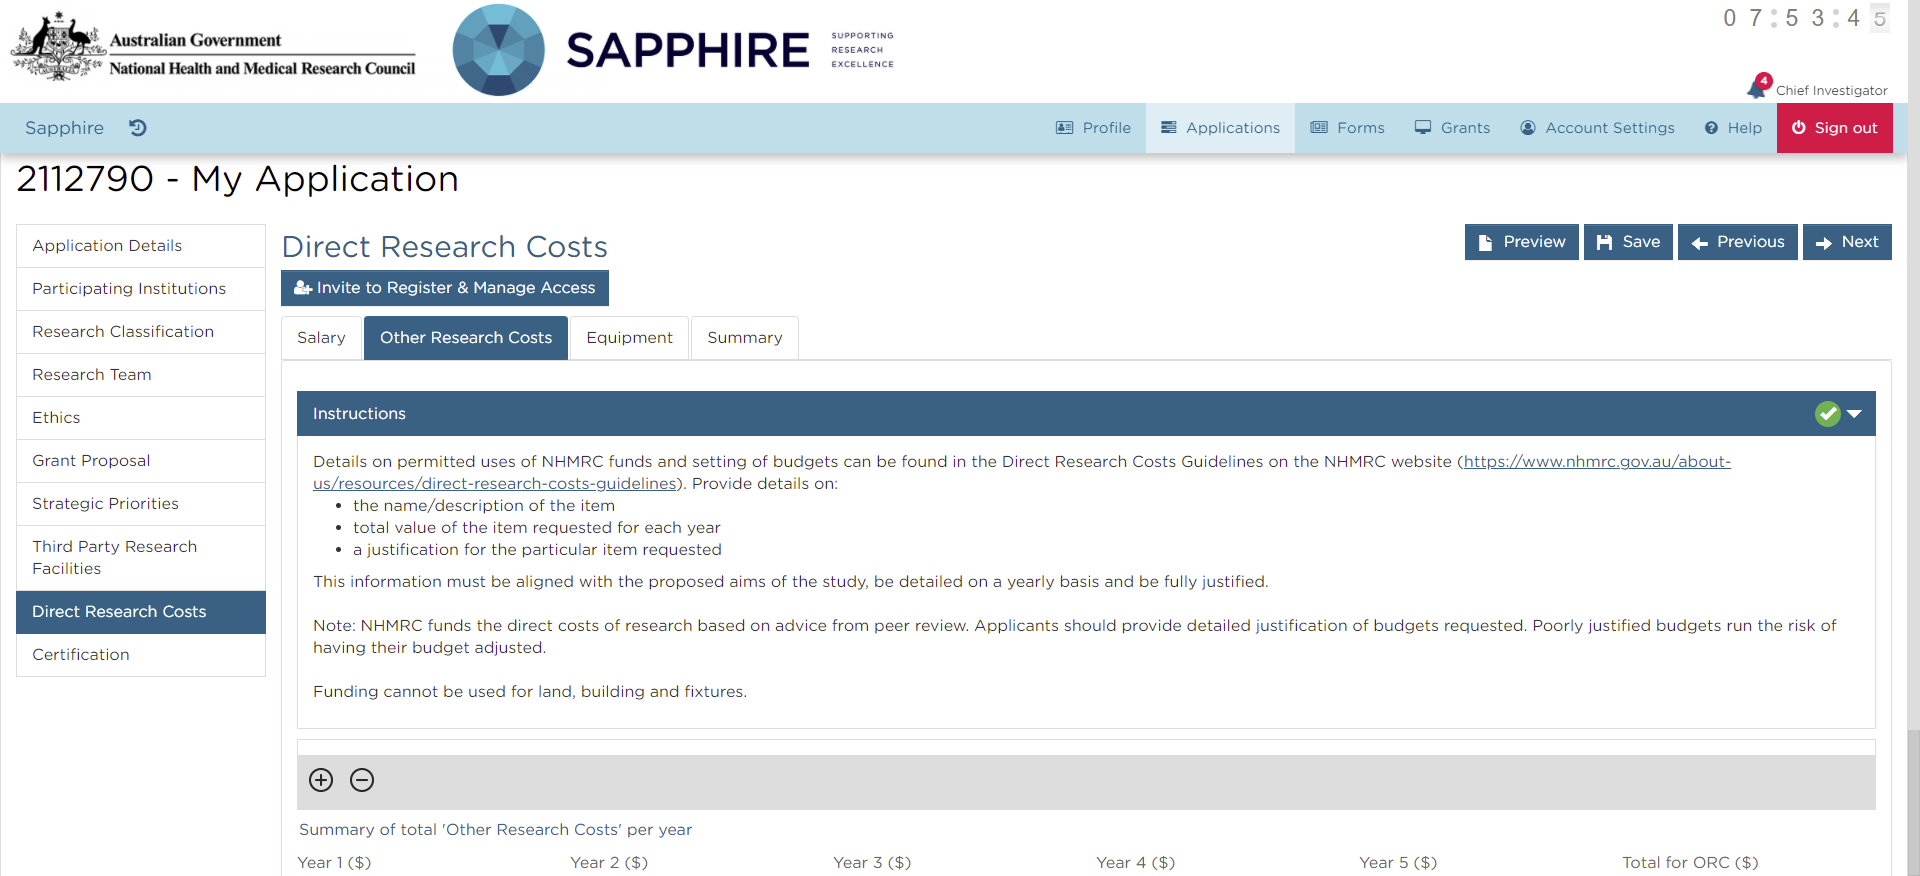 Australian Government
National Health and Medical Research Council
SAPPHIRE
SUPPORTING
RESEARCH
EXCELLENCE
07:53:45
4
Chief Investigator
Sapphire
Profile
Applications
Forms
Grants
Account Settings
Help
Sign out
2112790 - My Application
Application Details
Participating Institutions
Research Classification
Research Team
Ethics
Grant Proposal
Strategic Priorities
Third Party Research
Facilities
Direct Research Costs
Certification
Direct Research Costs
Preview
Save
Previous
Next
Invite to Register & Manage Access
Salary
Other Research Costs
Equipment
Summary
Instructions
Details on permitted uses of NHMRC funds and setting of budgets can be found in the Direct Research Costs Guidelines on the NHMRC website (https://www.nhmrc.gov.au/about-
us/resources/direct-research-costs-guidelines). Provide details on:
• the name/description of the item
• total value of the item requested for each year
• a justification for the particular item requested
This information must be aligned with the proposed aims of the study, be detailed on a yearly basis and be fully justified.
Note: NHMRC funds the direct costs of research based on advice from peer review. Applicants should provide detailed justification of budgets requested. Poorly justified budgets run the risk of
having their budget adjusted.
Funding cannot be used for land, building and fixtures.
Summary of total 'Other Research Costs' per year
Year 1 ($)
Year 2 ($)
Year 3 ($)
Year 4 ($)
Year 5 ($)
Total for ORC ($)